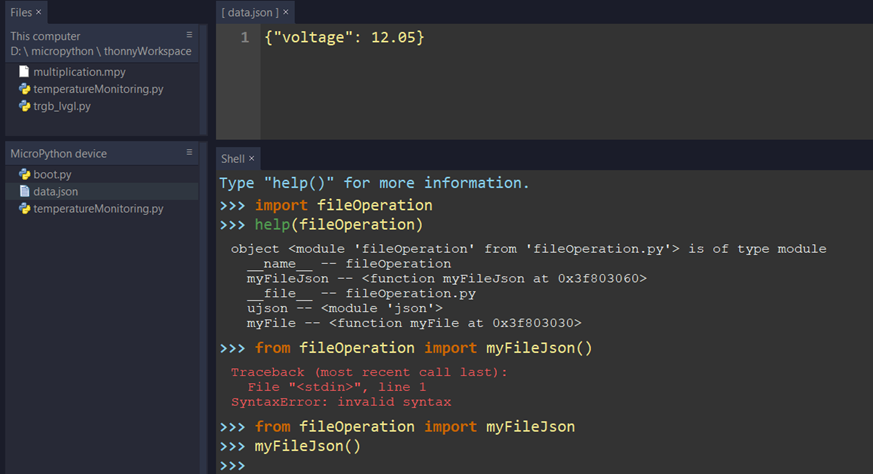 Files ×
This computer
D: \ micropython \ thonnyWorkspace
multiplication.mpy
temperatureMonitoring.py
trgb_lvgl.py
MicroPython device
boot.py
data.json
temperatureMonitoring.py
[ data.json ] ×
1 {"voltage": 12.05}
Shell ×
Type "help()" for more information.
>>> import fileOperation
>>> help(fileOperation)
object <module 'fileOperation' from 'fileOperation.py'> is of type module
__name__ -- fileOperation
myFileJson -- <function myFileJson at 0x3f803060>
__file__ -- fileOperation.py
ujson -- <module 'json'>
myFile -- <function myFile at 0x3f803030>
>>> from fileOperation import myFileJson()
Traceback (most recent call last):
File "<stdin>", line 1
SyntaxError: invalid syntax
>>> from fileOperation import myFileJson
>>> myFileJson()
>>>